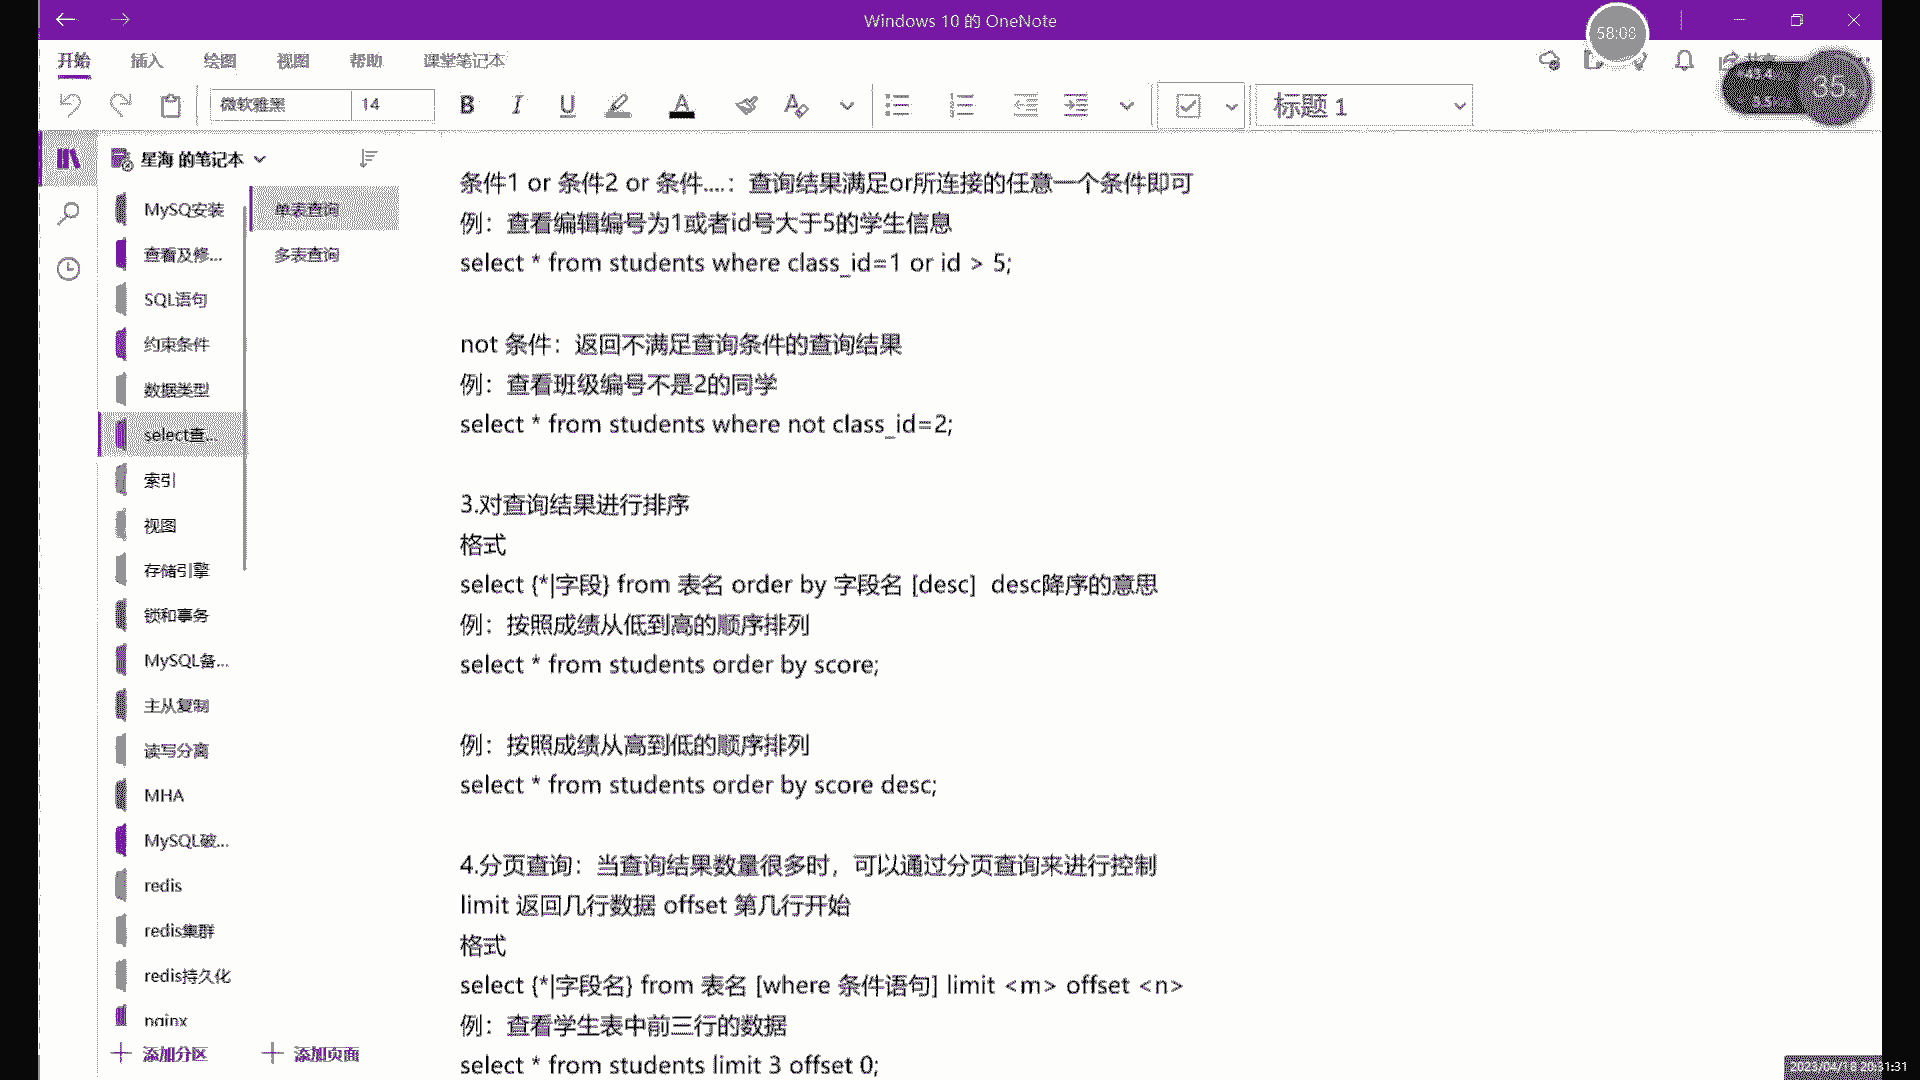 Windows 10 的 OneNote
58:08
开始 插入 绘图 视图 帮助 课堂笔记本
微软雅黑 14 B I U A 标题 1
35
星海 的笔记本
MySQ安装
查看及修...
SQL语句
约束条件
数据类型
select查...
索引
视图
存储引擎
锁和事务
MySQL备...
主从复制
读写分离
MHA
MySQL破...
redis
redis集群
redis持久化
nginx
添加分区
单表查询
多表查询
添加页面
条件1 or 条件2 or 条件....：查询结果满足or所连接的任意一个条件即可
例：查看编辑编号为1或者id号大于5的学生信息
select * from students where class_id=1 or id > 5;
not 条件：返回不满足查询条件的查询结果
例：查看班级编号不是2的同学
select * from students where not class_id=2;
3.对查询结果进行排序
格式
select {*|字段} from 表名 order by 字段名 [desc]  desc降序的意思
例：按照成绩从低到高的顺序排列
select * from students order by score;
例：按照成绩从高到低的顺序排列
select * from students order by score desc;
4.分页查询：当查询结果数量很多时，可以通过分页查询来进行控制
limit 返回几行数据 offset 第几行开始
格式
select {*|字段名} from 表名 [where 条件语句] limit <m> offset <n>
例：查看学生表中前三行的数据
select * from students limit 3 offset 0;
2023/04/18 20:31:31